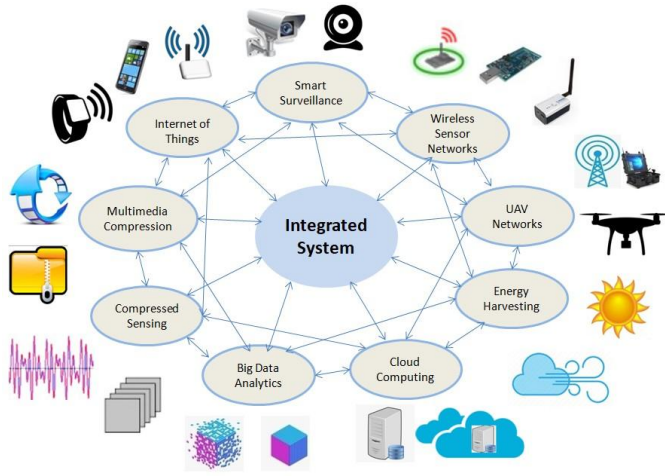 Smart
Surveillance
Internet of
Things
Wireless
Sensor
Networks
Multimedia
Compression
Integrated
System
UAV
Networks
Compressed
Sensing
Energy
Harvesting
Big Data
Analytics
Cloud
Computing